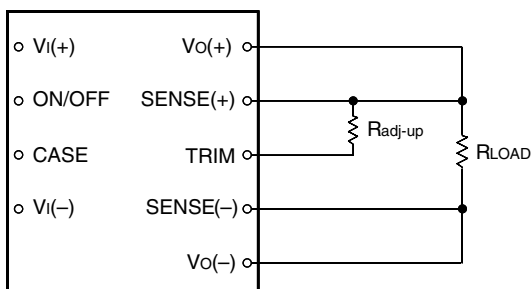 VI(+) VO(+)
ON/OFF SENSE(+)
Radj-up
CASE TRIM RLOAD
VI(–) SENSE(–)
VO(–)